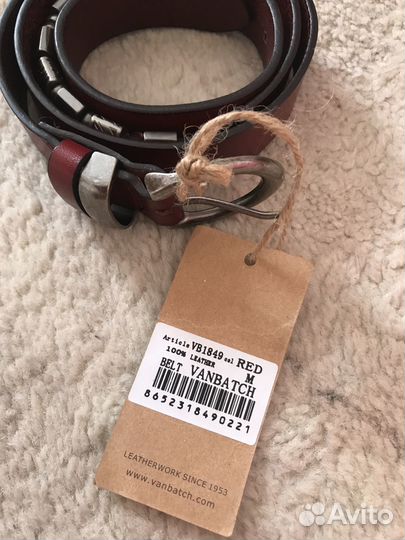 Article VB1849 col RED
100% LEATHER M
BELT VANBATCH
8652318490221
LEATHERWORK SINCE 1953
www.vanbatch.com
Avito